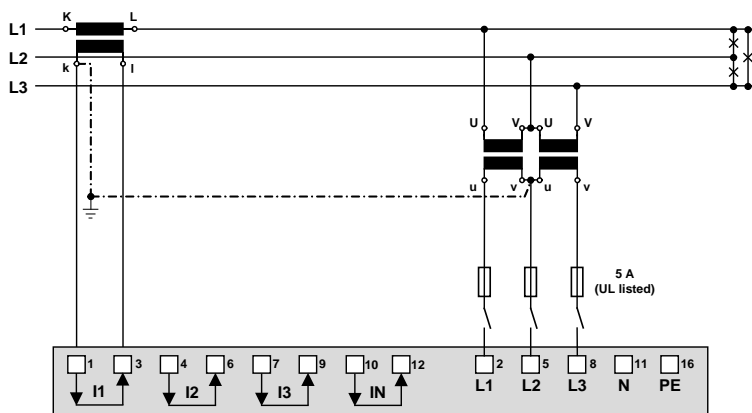 K L
L1
L2
k l
L3
U V U V
u v u v
5 A
(UL listed)
1 3 4 6 7 9 10 12 2 5 8 11 16
I1 I2 I3 IN L1 L2 L3 N PE